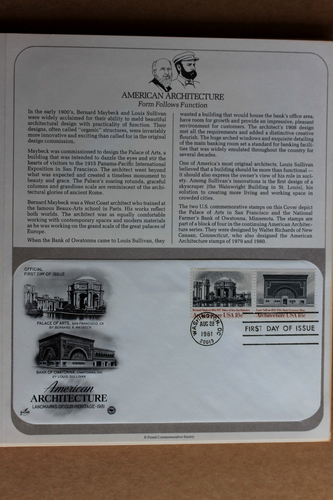 AMERICAN ARCHITECTURE
Form Follows Function
In the early 1900's, Bernard Maybeck and Louis Sullivan
were widely acclaimed for their ability to meld beautiful
architectural design with practicality of function. Their
designs, often called "organic" structures, were invariably
more innovative and exciting than called for in the original
design commission.
Maybeck was commissioned to design the Palace of Arts, a
building that was intended to dazzle the eyes and stir the
hearts of visitors to the 1915 Panama-Pacific International
Exposition in San Francisco. The architect went beyond
what was expected and created a timeless monument to
beauty and grace. The Palace's soaring rotunda, graceful
columns and grandiose scale are reminiscent of the archi-
tectural glories of ancient Rome.
Bernard Maybeck was a West Coast architect who trained at
the famous Beaux-Arts school in Paris. His works reflect
both worlds. The architect was as equally comfortable
working with contemporary spaces and modern materials
as he was working on the grand scale of the great palaces of
Europe.
When the Bank of Owatonna came to Louis Sullivan, they
wanted a building that would house the bank's office area,
have room for growth and provide an impressive, pleasant
environment for customers. The architect's 1908 design
met all the requirements and added a distinctive creative
flourish. The huge arched windows and exquisite detailing
of the main banking room set a standard for banking facili-
ties that was widely emulated throughout the country for
several decades.
One of America's most original architects, Louis Sullivan
believed that a building should be more than functional —
it should also express the owner's view of his role in soci-
ety. Among Sullivan's innovations is the first design of a
skyscraper (the Wainwright Building in St. Louis), his
solution to creating more living and working space in
crowded cities.
The two U.S. commemorative stamps on this Cover depict
the Palace of Arts in San Francisco and the National
Farmer's Bank of Owatonna, Minnesota. The stamps are
part of a block of four in the continuing American Architec-
ture series. They were designed by Walter Richards of New
Canaan, Connecticut, who also designed the American
Architecture stamps of 1979 and 1980.
OFFICIAL
FIRST DAY OF ISSUE
PALACE OF ARTS, SAN FRANCISCO, CA
BY BERNARD R. MAYBECK
BANK OF OWATONNA, OWATONNA, MN
BY LOUIS SULLIVAN
American
ARCHITECTURE
LANDMARKS OF OUR HERITAGE-1981
Architecture USA 18c
Architecture USA 18c
WASHINGTON, DC
AUG 28
1981
20013
FIRST DAY OF ISSUE
© Postal Commemorative Society